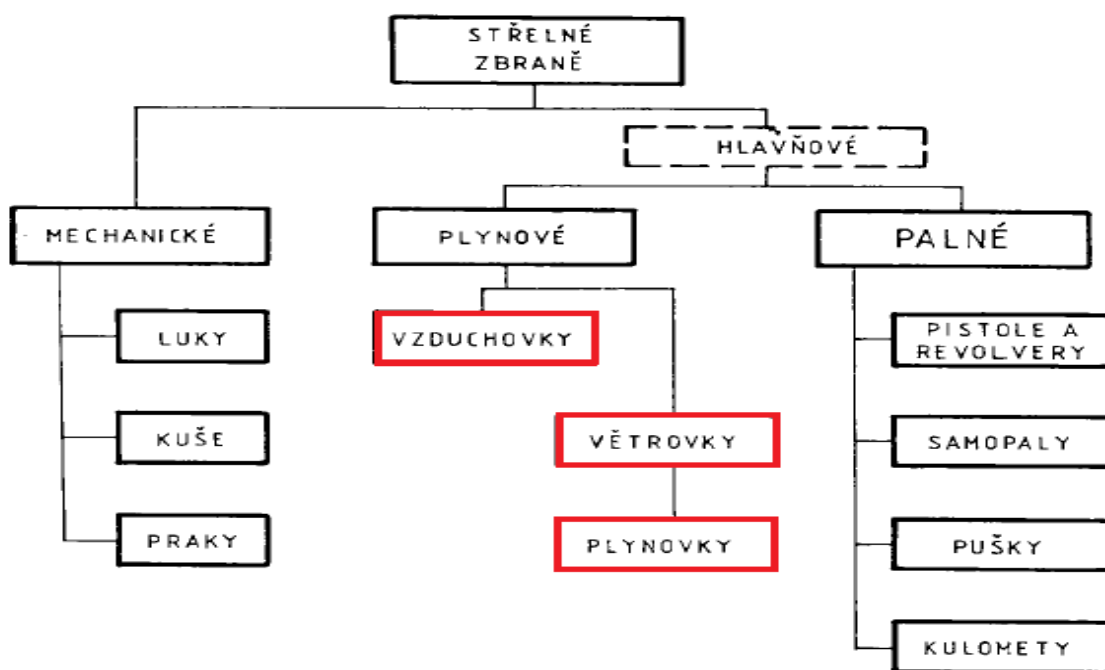 STŘELNÉ
ZBRANĚ
HLAVŇOVÉ
MECHANICKÉ
PLYNOVÉ
PALNÉ
LUKY
VZDUCHOVKY
PISTOLE A
REVOLVERY
KUŠE
VĚTROVKY
SAMOPALY
PRAKY
PLYNOVKY
PUŠKY
KULOMETY